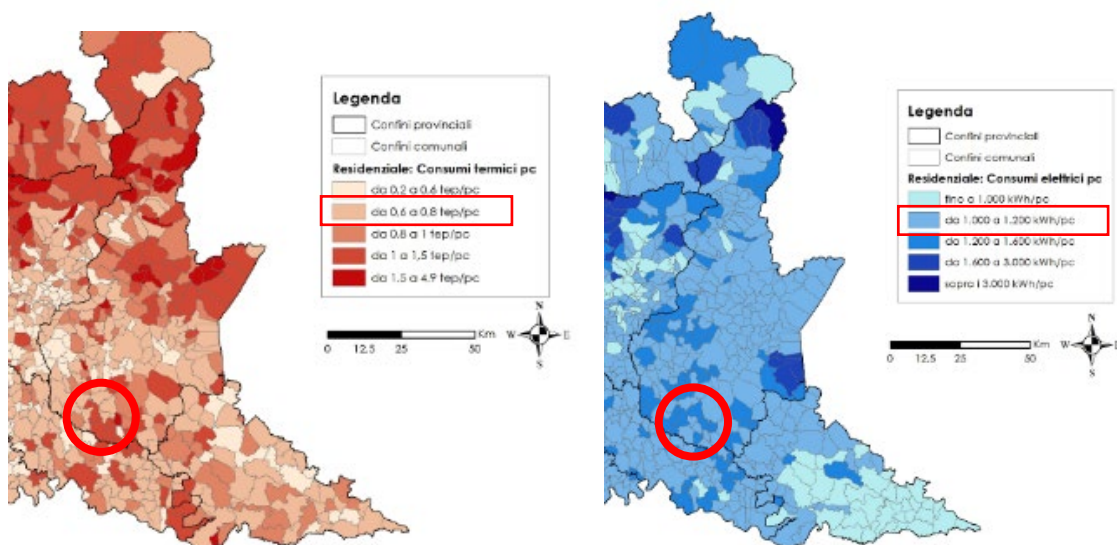 Legenda
Confini provinciali
Confini comunali
Residenziale: Consumi termici pc
da 0,2 a 0,6 tep/pc
da 0,6 a 0,8 tep/pc
da 0,8 a 1 tep/pc
da 1 a 1,5 tep/pc
da 1,5 a 4,9 tep/pc
N
W
E
S
Km
0
12.5
25
50
Legenda
Confini provinciali
Confini comunali
Residenziale: Consumi elettrici pc
fino a 1.000 kWh/pc
da 1.000 a 1.200 kWh/pc
da 1.200 a 1.600 kWh/pc
da 1.600 a 3.000 kWh/pc
sopra i 3.000 kWh/pc
N
W
E
S
Km
0
12.5
25
50